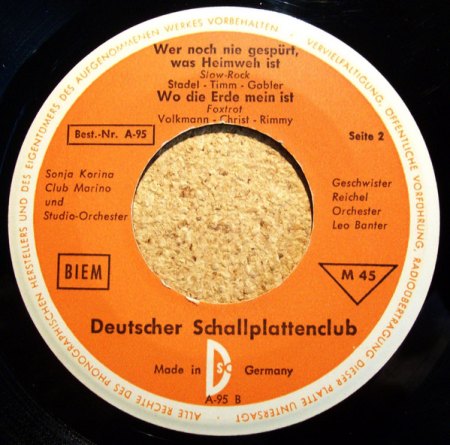 Wer noch nie gespürt,
was Heimweh ist
Slow-Rock
Stadel - Timm - Gobler
Wo die Erde mein ist
Foxtrot
Volkmann - Christ - Rimmy
Best.-Nr. A-95
Seite 2
Sonja Korina
Club Marino
und
Studio-Orchester
Geschwister
Reichel
Orchester
Leo Banter
BIEM
M 45
Deutscher Schallplattenclub
Made in DSC Germany
A-95 B
ALLE RECHTE DES PHONOGRAPHISCHEN HERSTELLERS UND DES EIGENTÜMERS DES AUFGENOMMENEN WERKES VORBEHALTEN · VERVIELFÄLTIGUNG, ÖFFENTLICHE VORFÜHRUNG, RADIOÜBERTRAGUNG DIESER PLATTE UNTERSAGT ·